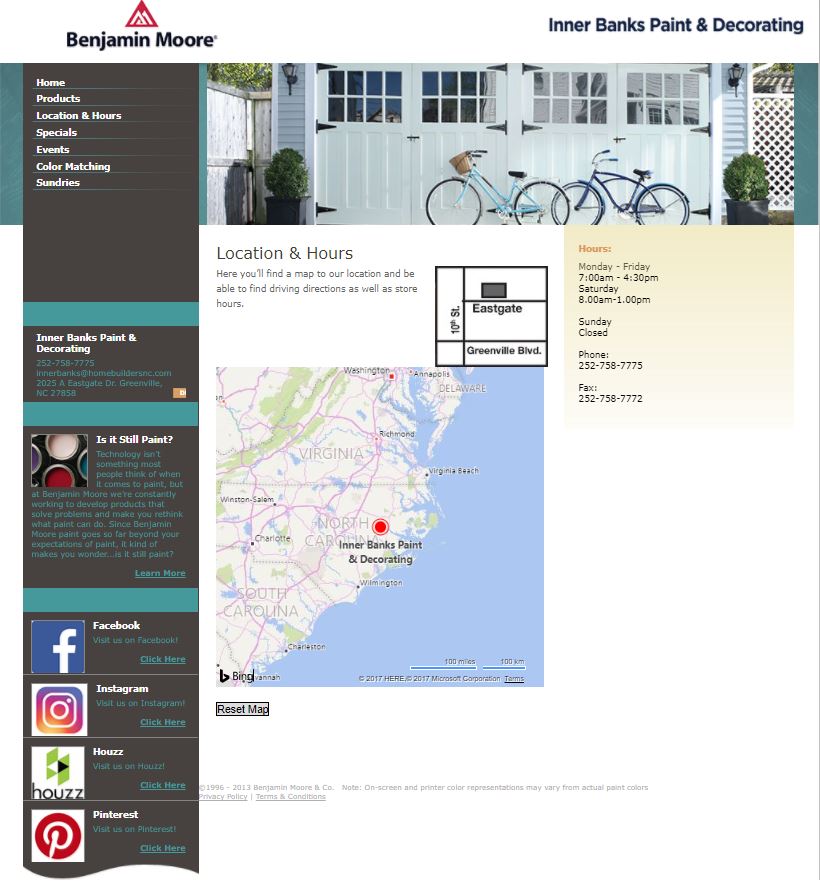 Benjamin Moore®
Inner Banks Paint & Decorating
Home
Products
Location & Hours
Specials
Events
Color Matching
Sundries
Inner Banks Paint &
Decorating
252-758-7775
innerbanks@homebuildersnc.com
2025 A Eastgate Dr. Greenville,
NC 27858
Is it Still Paint?
Technology isn't
something most
people think of when
it comes to paint, but
at Benjamin Moore we're constantly
working to develop products that
solve problems and make you rethink
what paint can do. Since Benjamin
Moore paint goes so far beyond your
expectations of paint, it kind of
makes you wonder...is it still paint?
Learn More
Facebook
Visit us on Facebook!
Click Here
Instagram
Visit us on Instagram!
Click Here
houzz
Houzz
Visit us on Houzz!
Click Here
Pinterest
Visit us on Pinterest!
Click Here
Location & Hours
Here you'll find a map to our location and be
able to find driving directions as well as store
hours.
10th St.
Eastgate
Greenville Blvd.
Washington
Annapolis
DELAWARE
Richmond
VIRGINIA
Virginia Beach
Winston-Salem
NORTH
CAROLINA
Charlotte
Inner Banks Paint
& Decorating
Wilmington
SOUTH
CAROLINA
Charleston
100 miles 100 km
Bing
vannah
© 2017 HERE,© 2017 Microsoft Corporation Terms
Reset Map
Hours:
Monday - Friday
7:00am - 4:30pm
Saturday
8.00am-1.00pm
Sunday
Closed
Phone:
252-758-7775
Fax:
252-758-7772
©1996 - 2013 Benjamin Moore & Co. Note: On-screen and printer color representations may vary from actual paint colors
Privacy Policy | Terms & Conditions